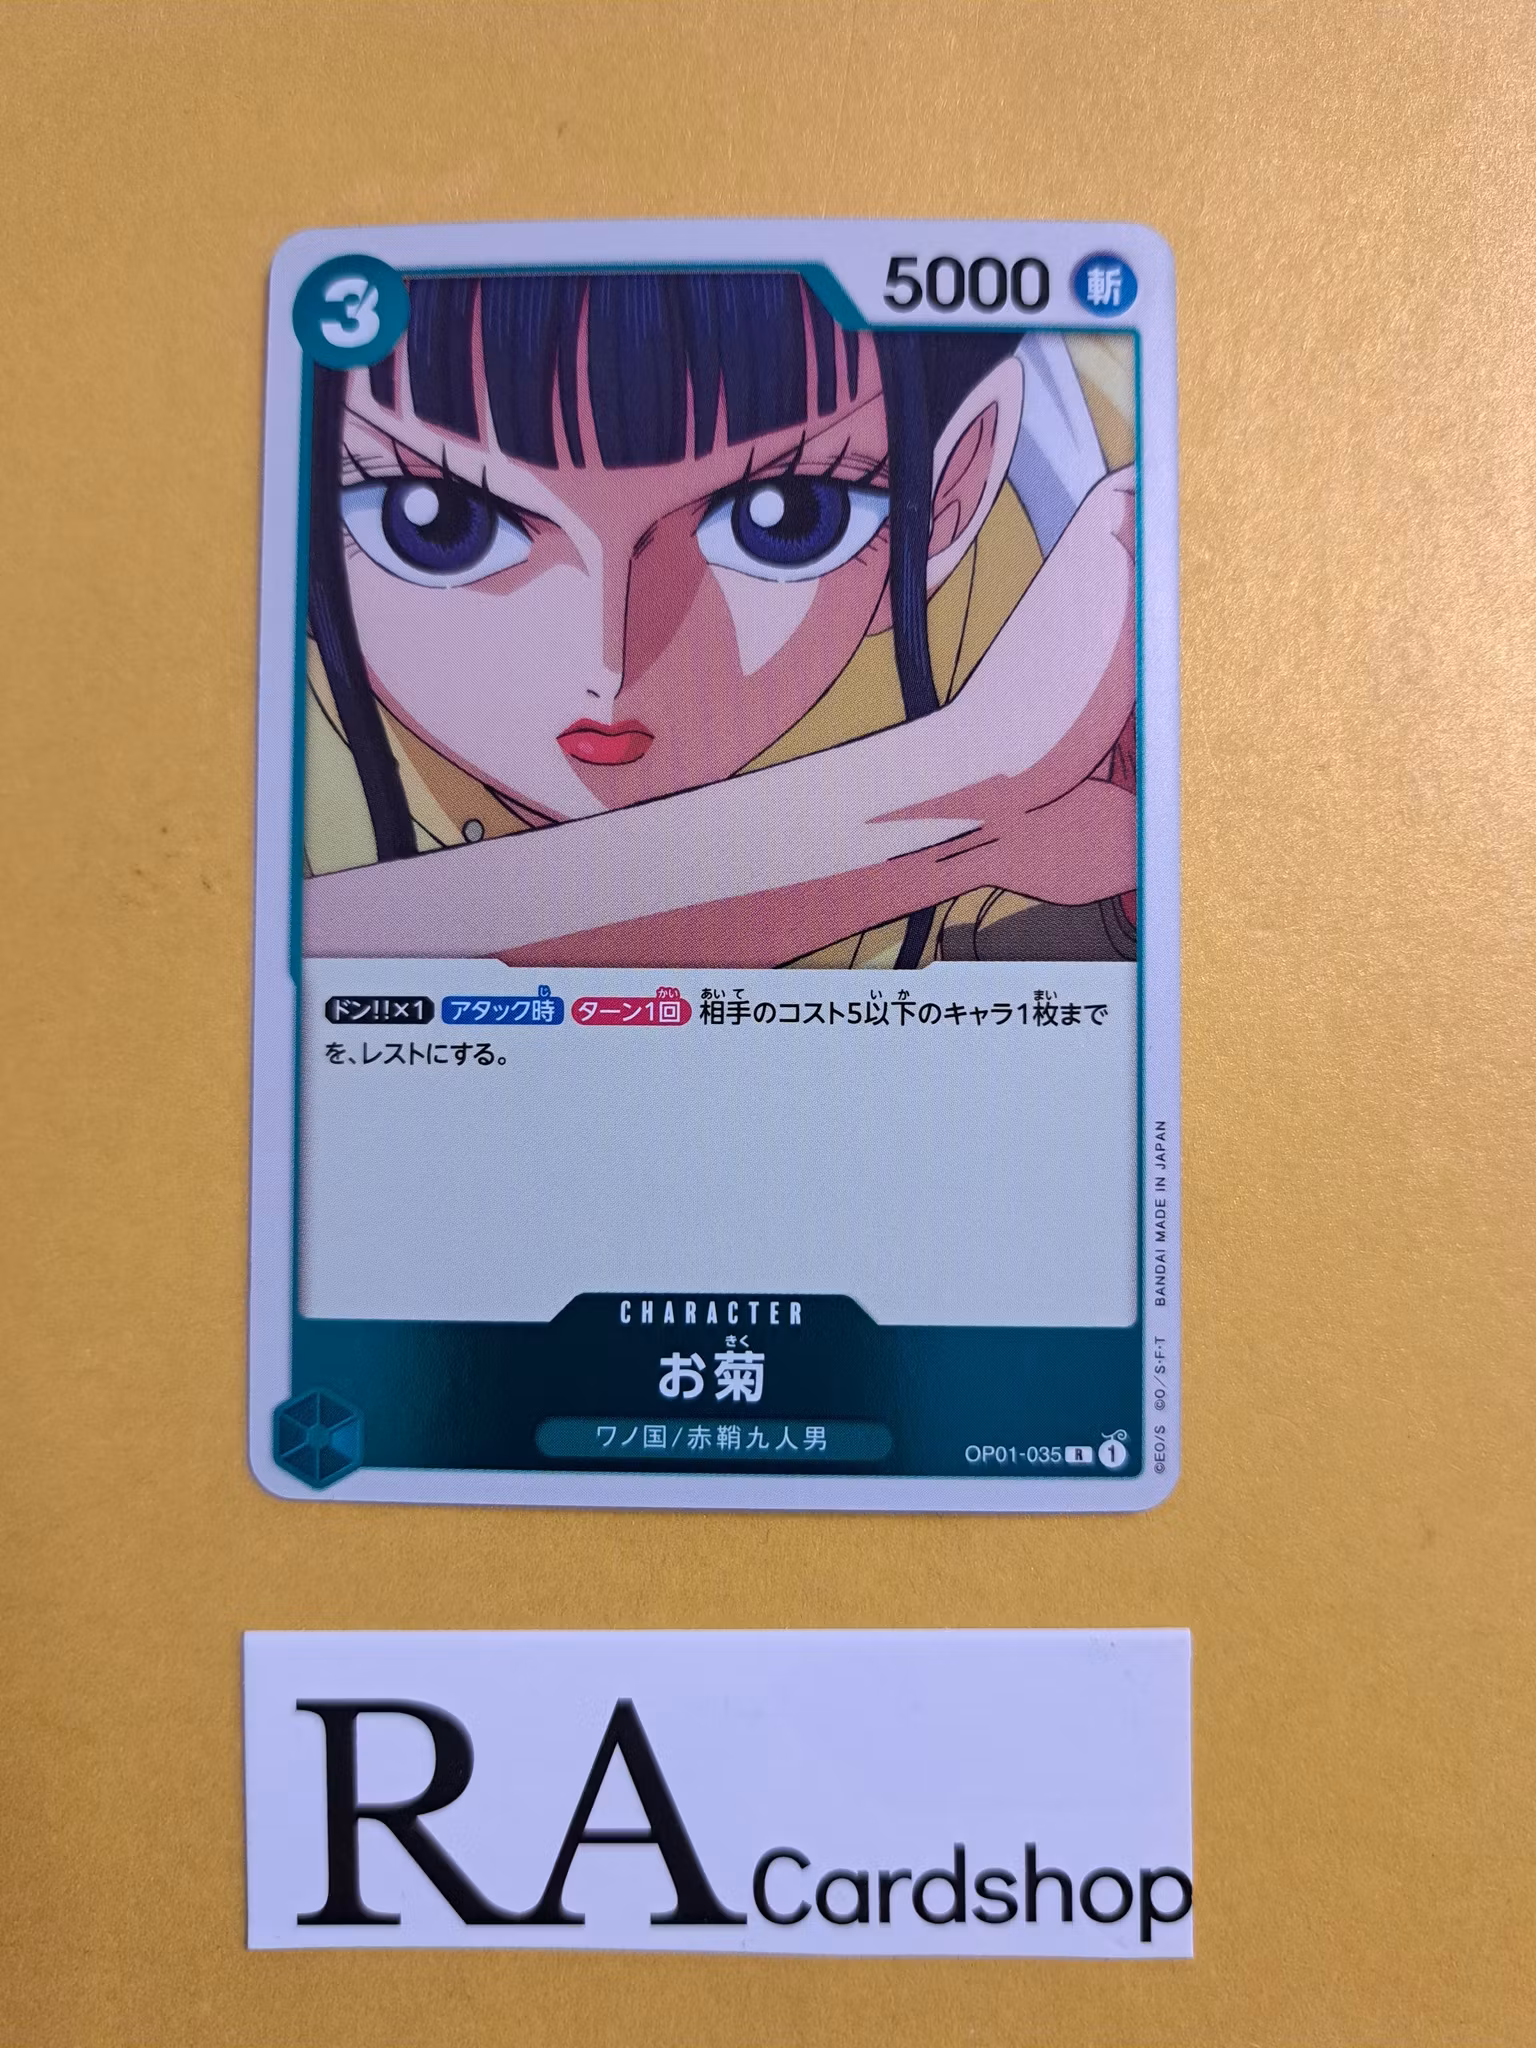 3
5000 斬
ドン!!×1 アタック時 ターン1回 相手のコスト5以下のキャラ1枚まで
を、レストにする。
CHARACTER
きく
お菊
ワノ国/赤鞘九人男
OP01-035 R 1
©EO/S ©O/S・F・T BANDAI MADE IN JAPAN
RA Cardshop